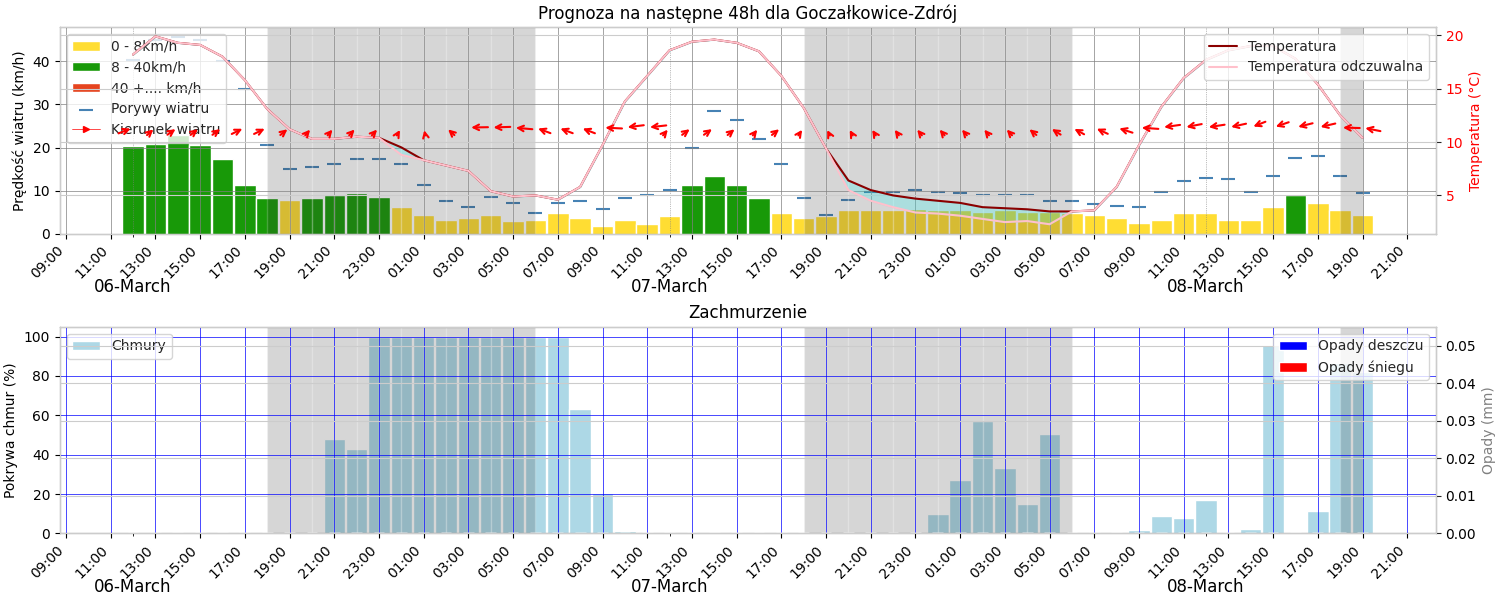 Prognoza na następne 48h dla Goczałkowice-Zdrój
Prędkość wiatru (km/h)
Temperatura (°C)
0 - 8km/h
8 - 40km/h
40 +.... km/h
Porywy wiatru
Kierunek wiatru
Temperatura
Temperatura odczuwalna
40
30
20
10
0
20
15
10
5
09:00 11:00 13:00 15:00 17:00 19:00 21:00 23:00 01:00 03:00 05:00 07:00 09:00 11:00 13:00 15:00 17:00 19:00 21:00 23:00 01:00 03:00 05:00 07:00 09:00 11:00 13:00 15:00 17:00 19:00 21:00
06-March 07-March 08-March
Zachmurzenie
Pokrywa chmur (%)
Opady (mm)
Chmury
Opady deszczu
Opady śniegu
100
80
60
40
20
0
0.05
0.04
0.03
0.02
0.01
0.00
09:00 11:00 13:00 15:00 17:00 19:00 21:00 23:00 01:00 03:00 05:00 07:00 09:00 11:00 13:00 15:00 17:00 19:00 21:00 23:00 01:00 03:00 05:00 07:00 09:00 11:00 13:00 15:00 17:00 19:00 21:00
06-March 07-March 08-March